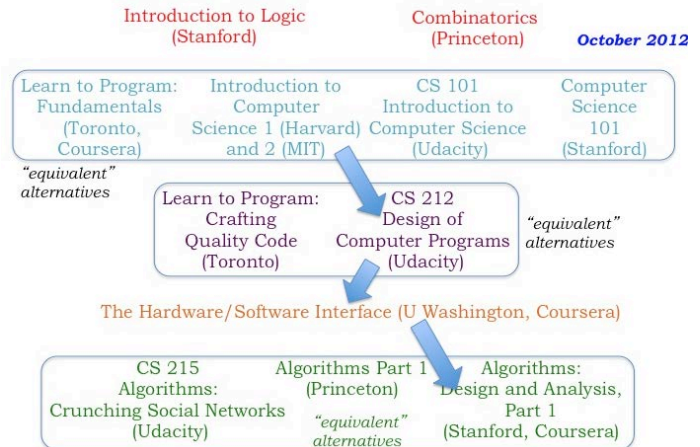 Introduction to Logic
(Stanford)
Combinatorics
(Princeton)
October 2012
Learn to Program:
Fundamentals
(Toronto,
Coursera)
Introduction to
Computer
Science 1 (Harvard)
and 2 (MIT)
CS 101
Introduction to
Computer Science
(Udacity)
Computer
Science
101
(Stanford)
"equivalent"
alternatives
Learn to Program:
Crafting
Quality Code
(Toronto)
CS 212
Design of
Computer Programs
(Udacity)
"equivalent"
alternatives
The Hardware/Software Interface (U Washington, Coursera)
CS 215
Algorithms:
Crunching Social Networks
(Udacity)
Algorithms Part 1
(Princeton)
"equivalent"
alternatives
Algorithms:
Design and Analysis,
Part 1
(Stanford, Coursera)